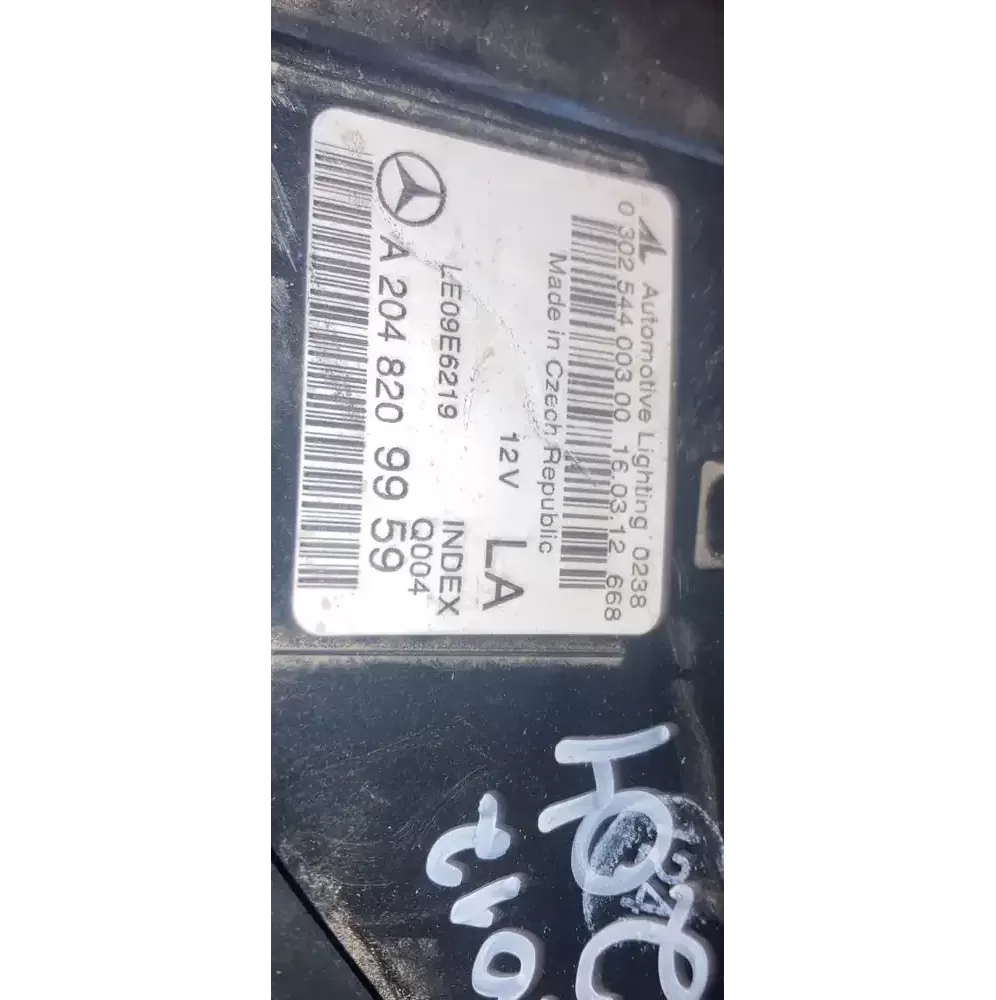 AL Automotive Lighting 0238
0 302 544 003 00 16.03.12 668
Made in Czech Republic
12V LA
LE09E6219 INDEX
Q004
A 204 820 99 59